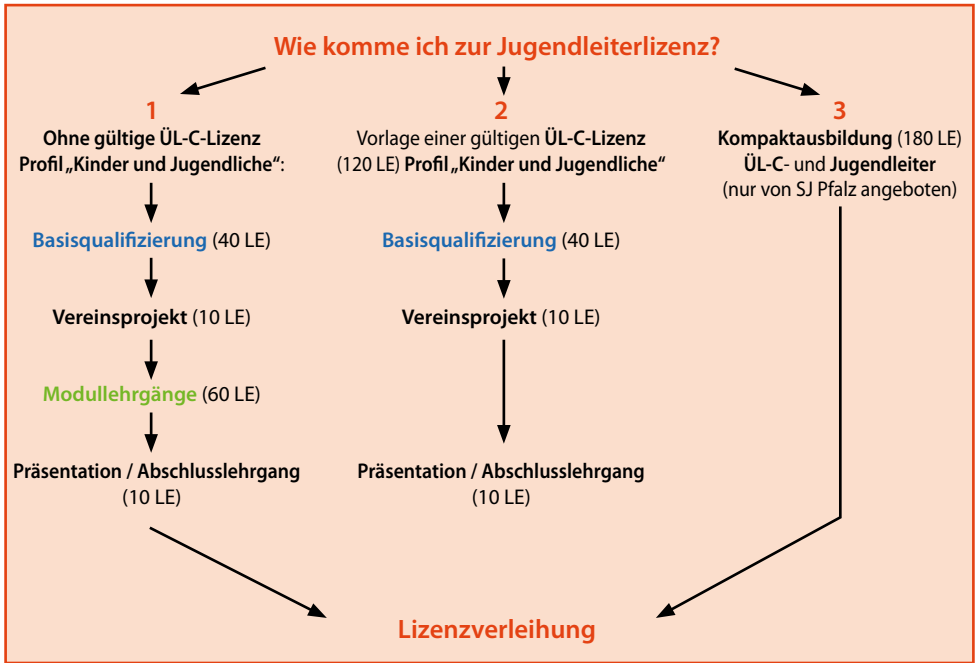 Wie komme ich zur Jugendleiterlizenz?
1
Ohne gültige ÜL-C-Lizenz
Profil „Kinder und Jugendliche“:
Basisqualifizierung (40 LE)
Vereinsprojekt (10 LE)
Modullehrgänge (60 LE)
Präsentation / Abschlusslehrgang
(10 LE)
2
Vorlage einer gültigen ÜL-C-Lizenz
(120 LE) Profil „Kinder und Jugendliche“
Basisqualifizierung (40 LE)
Vereinsprojekt (10 LE)
Präsentation / Abschlusslehrgang
(10 LE)
3
Kompaktausbildung (180 LE)
ÜL-C- und Jugendleiter
(nur von SJ Pfalz angeboten)
Lizenzverleihung